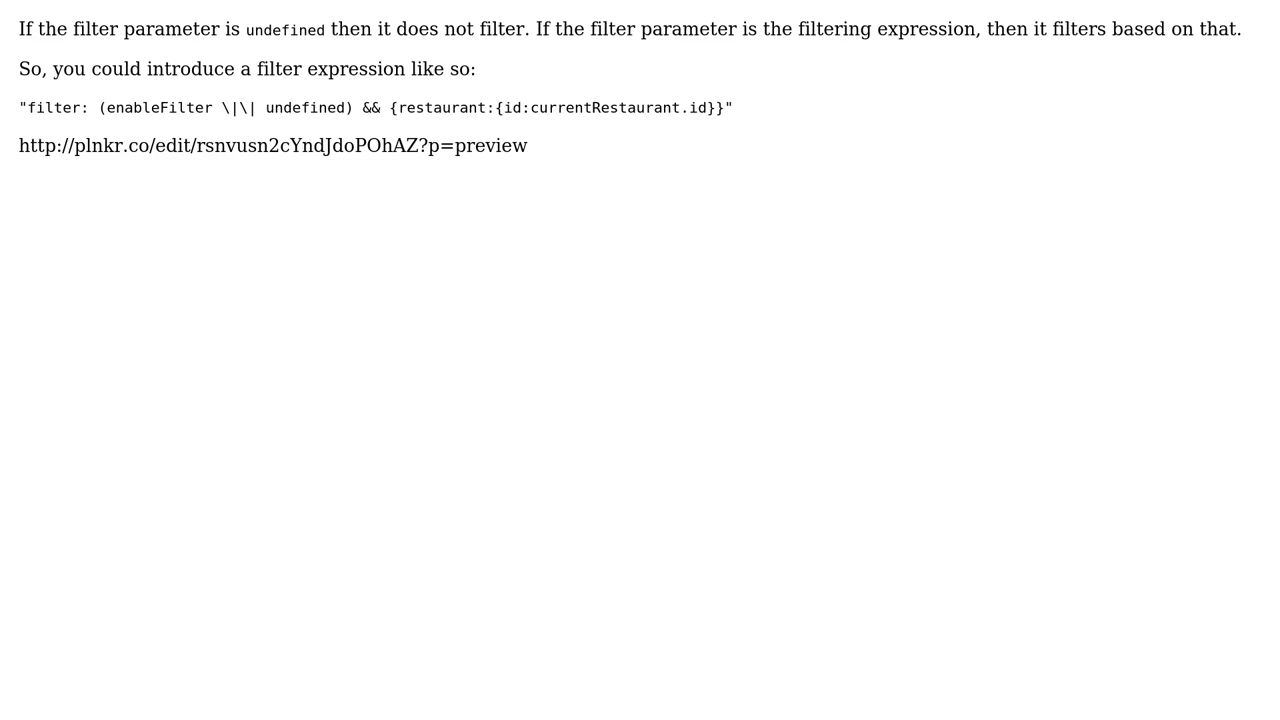 If the filter parameter is undefined then it does not filter. If the filter parameter is the filtering expression, then it filters based on that.
So, you could introduce a filter expression like so:
"filter: (enableFilter \|\| undefined) && {restaurant:{id:currentRestaurant.id}}"
http://plnkr.co/edit/rsnvusn2cYndJdoPOhAZ?p=preview